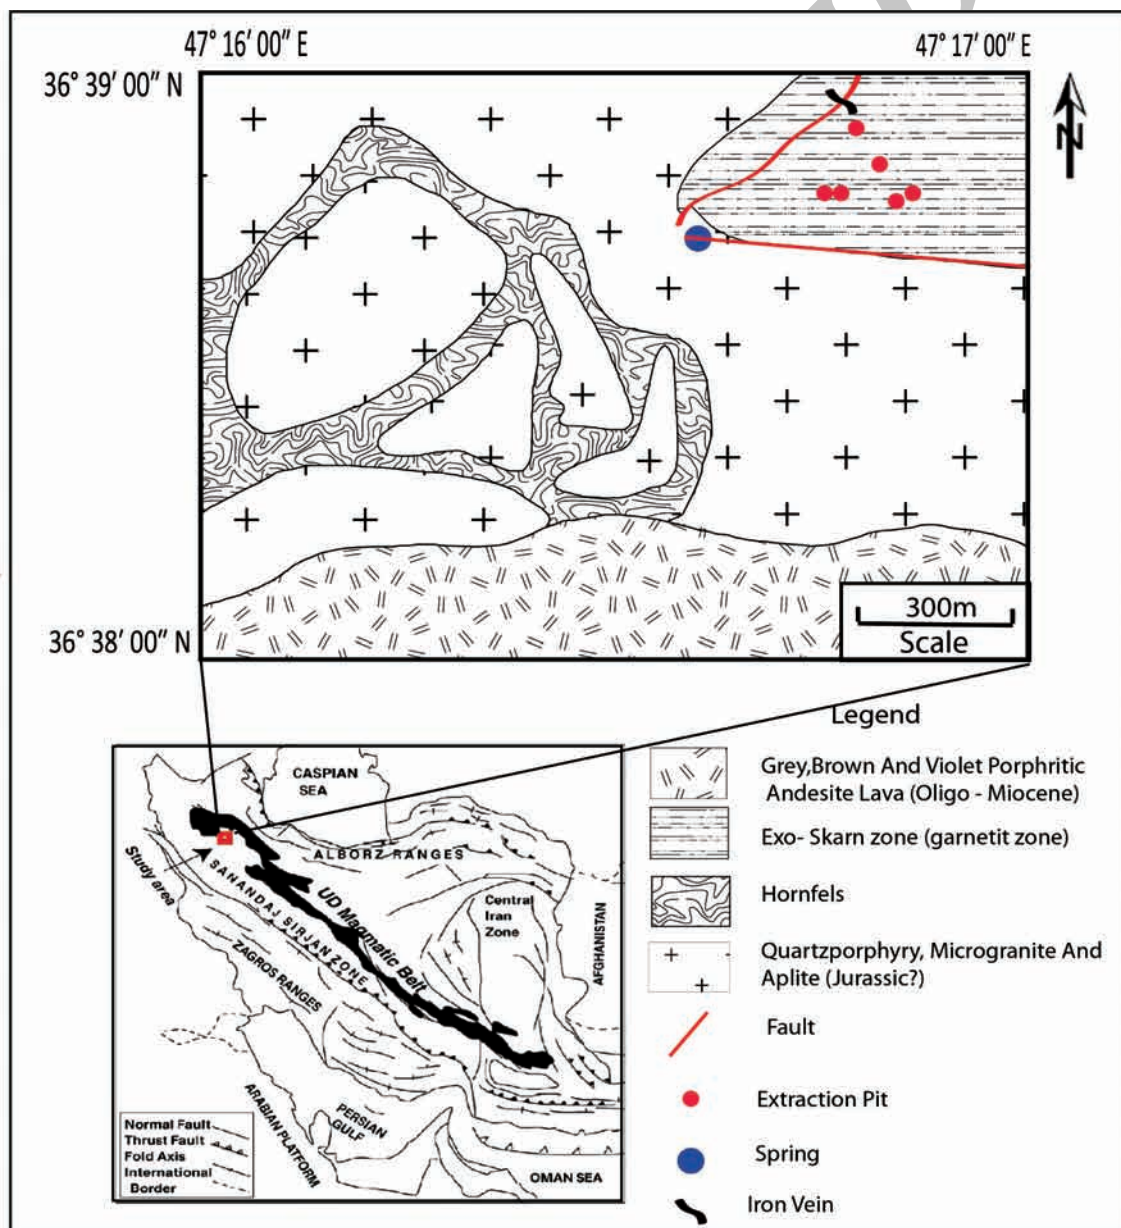 47° 16′ 00″ E
47° 17′ 00″ E
36° 39′ 00″ N
N
36° 38′ 00″ N
300m
Scale
Legend
Grey,Brown And Violet Porphritic
Andesite Lava (Oligo - Miocene)
Exo- Skarn zone (garnetit zone)
Hornfels
Quartzporphyry, Microgranite And
Aplite (Jurassic?)
Fault
Extraction Pit
Spring
Iron Vein
CASPIAN
SEA
ALBORZ RANGES
Study area
SANANDAJ SIRJAN ZONE
UD Magmatic Belt
Central
Iran
Zone
AFGHANISTAN
ZAGROS RANGES
ARABIAN PLATFORM
PERSIAN
GULF
OMAN SEA
Normal Fault
Thrust Fault
Fold Axis
International
Border